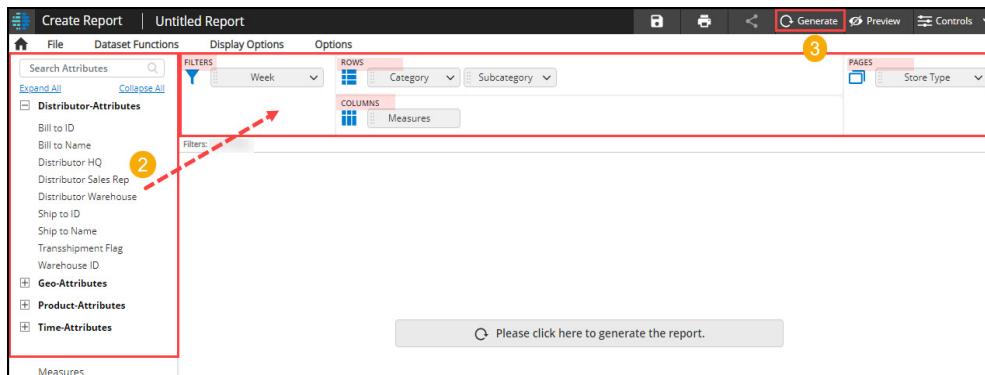 Create Report | Untitled Report
Generate Preview Controls
File Dataset Functions Display Options Options
3
Search Attributes
Expand All Collapse All
Distributor-Attributes
Bill to ID
Bill to Name
Distributor HQ
Distributor Sales Rep
Distributor Warehouse
Ship to ID
Ship to Name
Transshipment Flag
Warehouse ID
Geo-Attributes
Product-Attributes
Time-Attributes
Measures
2
FILTERS
Week
ROWS
Category Subcategory
COLUMNS
Measures
PAGES
Store Type
Filters:
Please click here to generate the report.